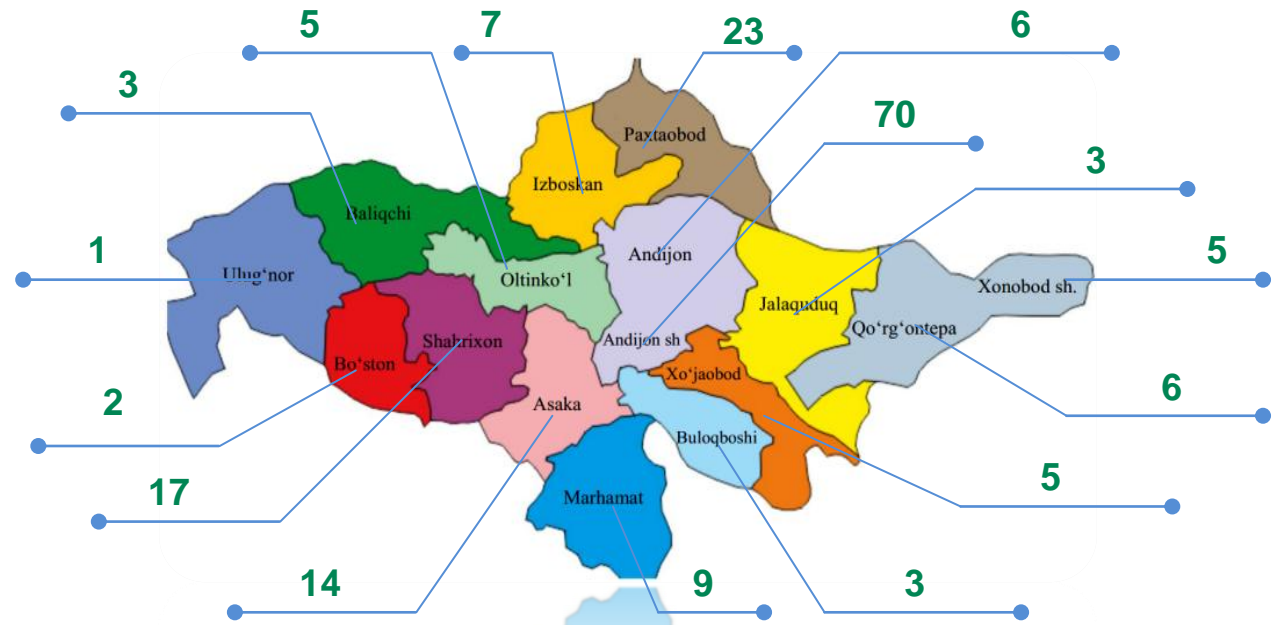 5
7
23
6
3
70
3
1
5
2
6
17
5
14
9
3
Paxtaobod
Izboskan
Baliqchi
Andijon
Ulug‘nor
Oltinko‘l
Xonobod sh.
Jalaquduq
Qo‘rg‘ontepa
Andijon sh
Shahrixon
Bo‘ston
Xo‘jaobod
Asaka
Buloqboshi
Marhamat